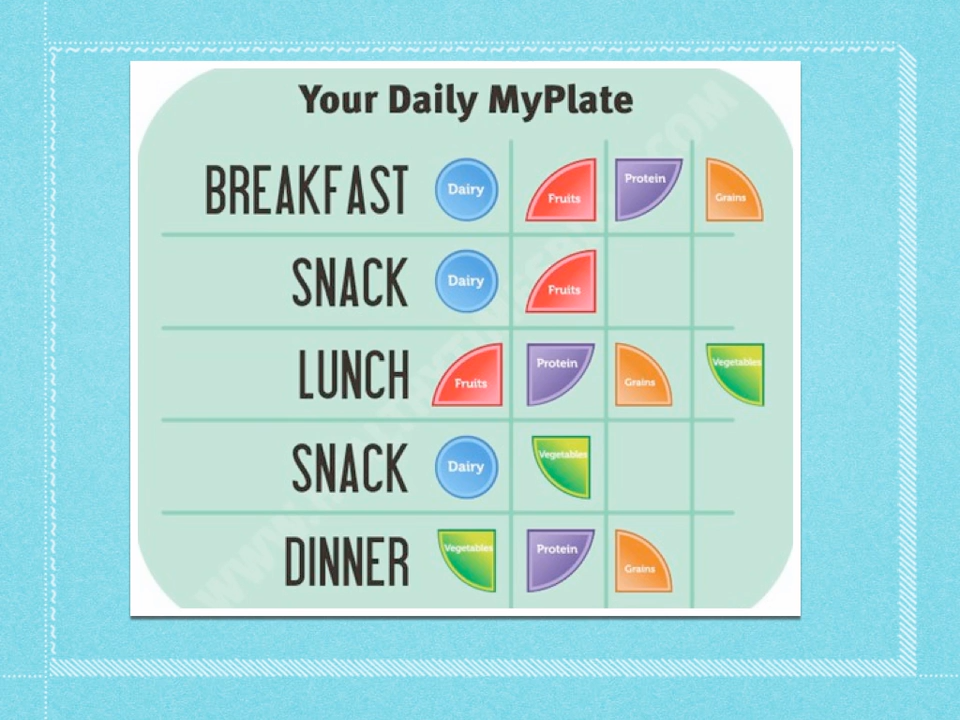 Your Daily MyPlate
BREAKFAST Dairy Fruits Protein Grains
SNACK Dairy Fruits
LUNCH Fruits Protein Grains Vegetables
SNACK Dairy Vegetables
DINNER Vegetables Protein Grains